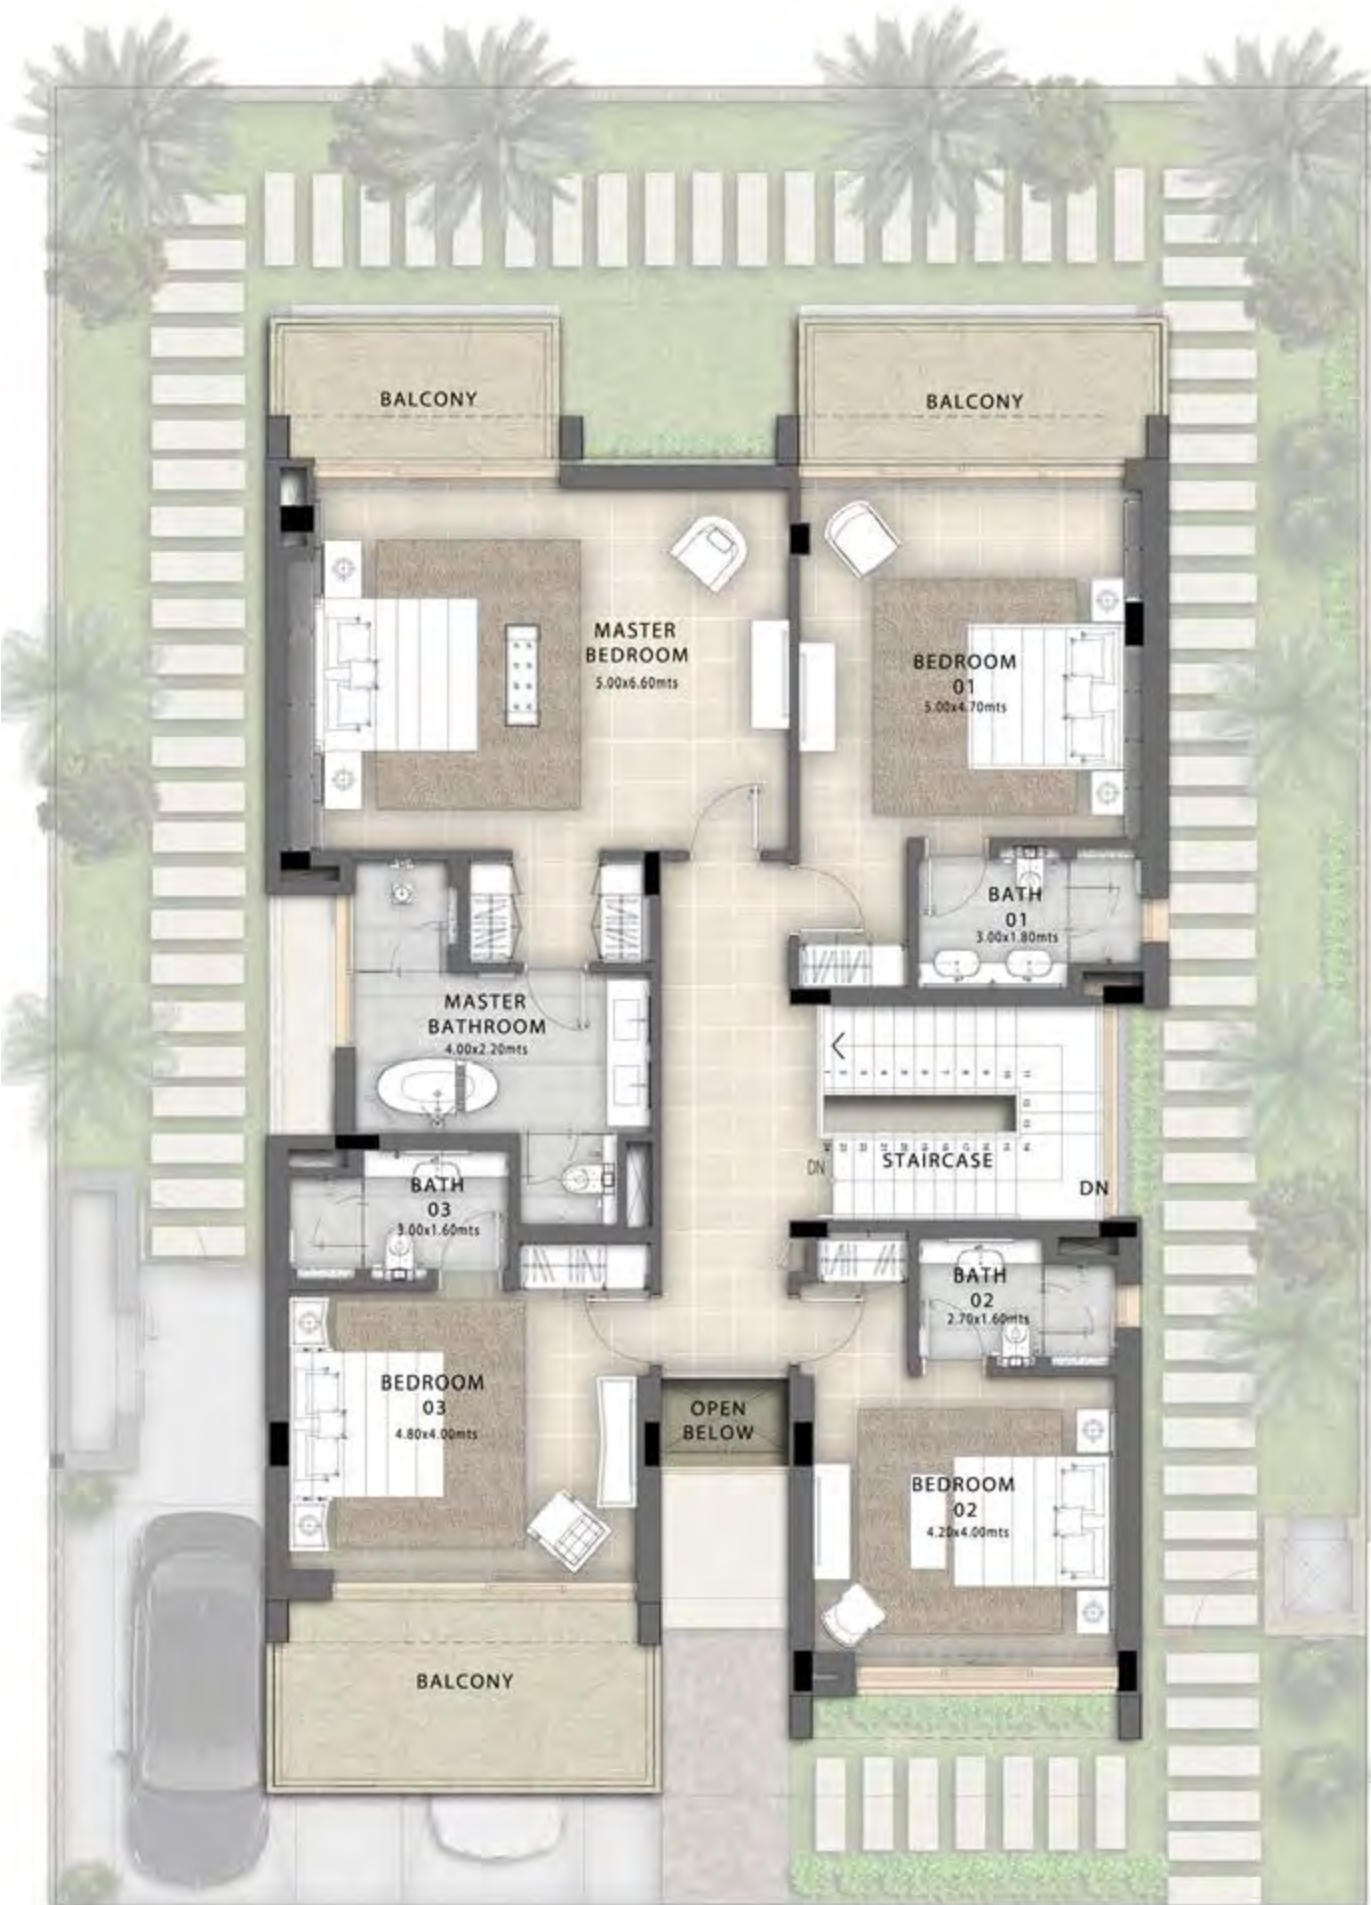 BALCONY
BALCONY
MASTER
BEDROOM
5.00x6.60mts
BEDROOM
01
5.00x4.70mts
BATH
01
3.00x1.80mts
MASTER
BATHROOM
4.00x2.20mts
DN
STAIRCASE
DN
BATH
03
3.00x1.60mts
BATH
02
2.70x1.60mts
BEDROOM
03
4.80x4.00mts
OPEN
BELOW
BEDROOM
02
4.20x4.00mts
BALCONY